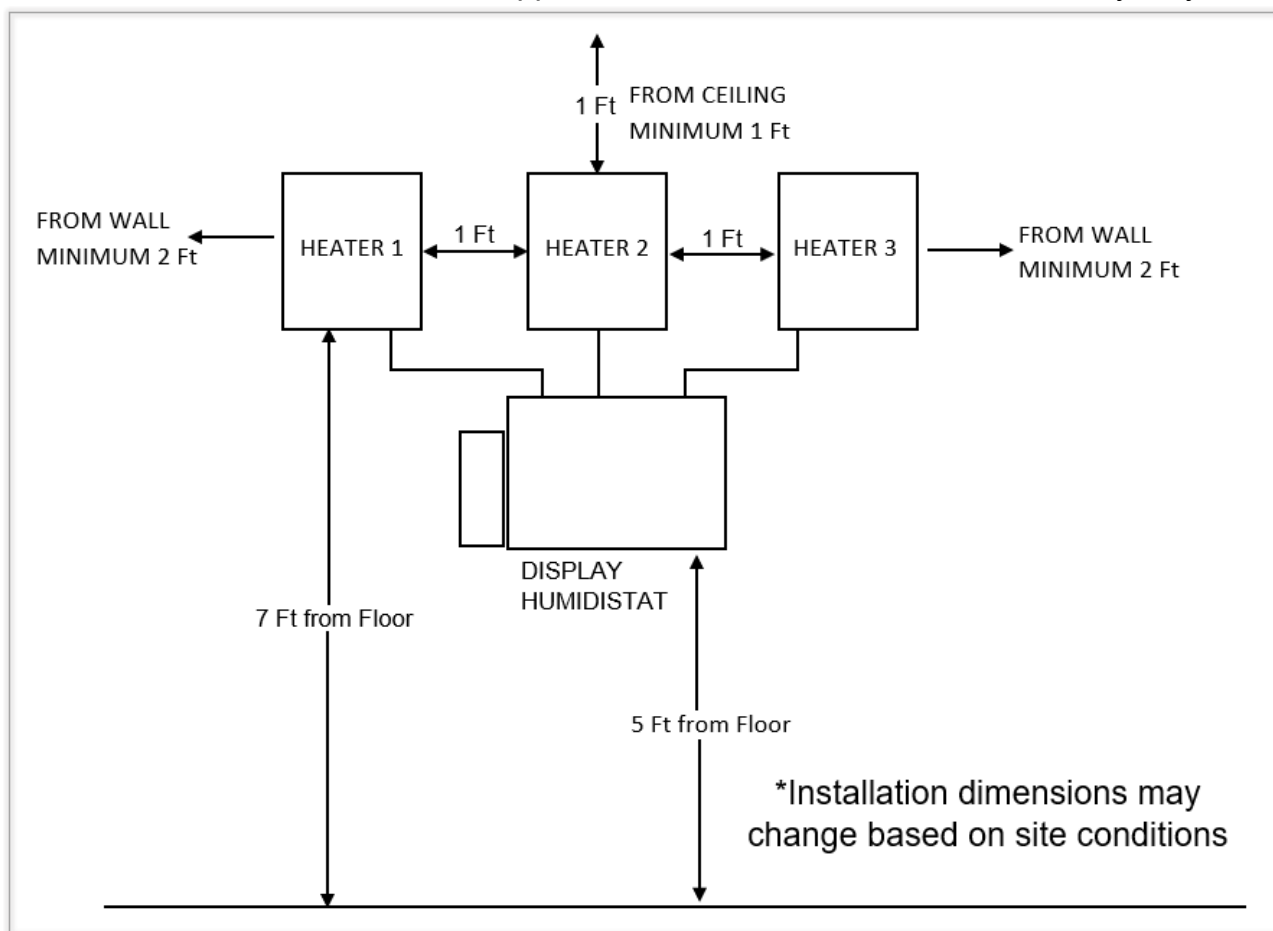 1 Ft
FROM CEILING
MINIMUM 1 Ft
FROM WALL
MINIMUM 2 Ft
HEATER 1
1 Ft
HEATER 2
1 Ft
HEATER 3
FROM WALL
MINIMUM 2 Ft
DISPLAY
HUMIDISTAT
7 Ft from Floor
5 Ft from Floor
*Installation dimensions may
change based on site conditions